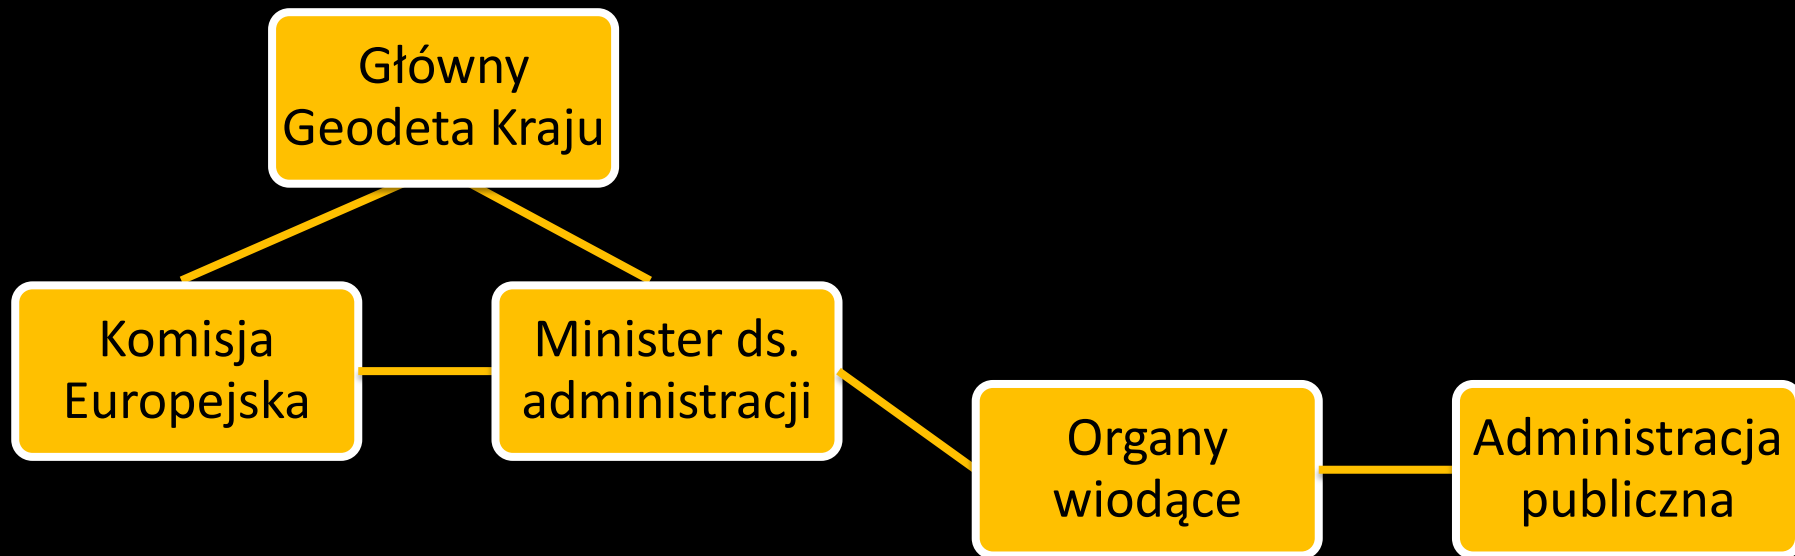 Główny
Geodeta Kraju
Komisja
Europejska
Minister ds.
administracji
Organy
wiodące
Administracja
publiczna